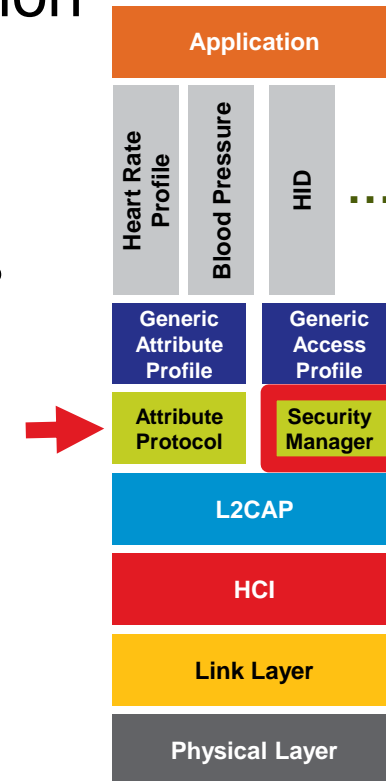 ion
Application
Heart Rate
Profile
Blood Pressure
HID
...
Generic
Attribute
Profile
Generic
Access
Profile
Attribute
Protocol
Security
Manager
L2CAP
HCI
Link Layer
Physical Layer